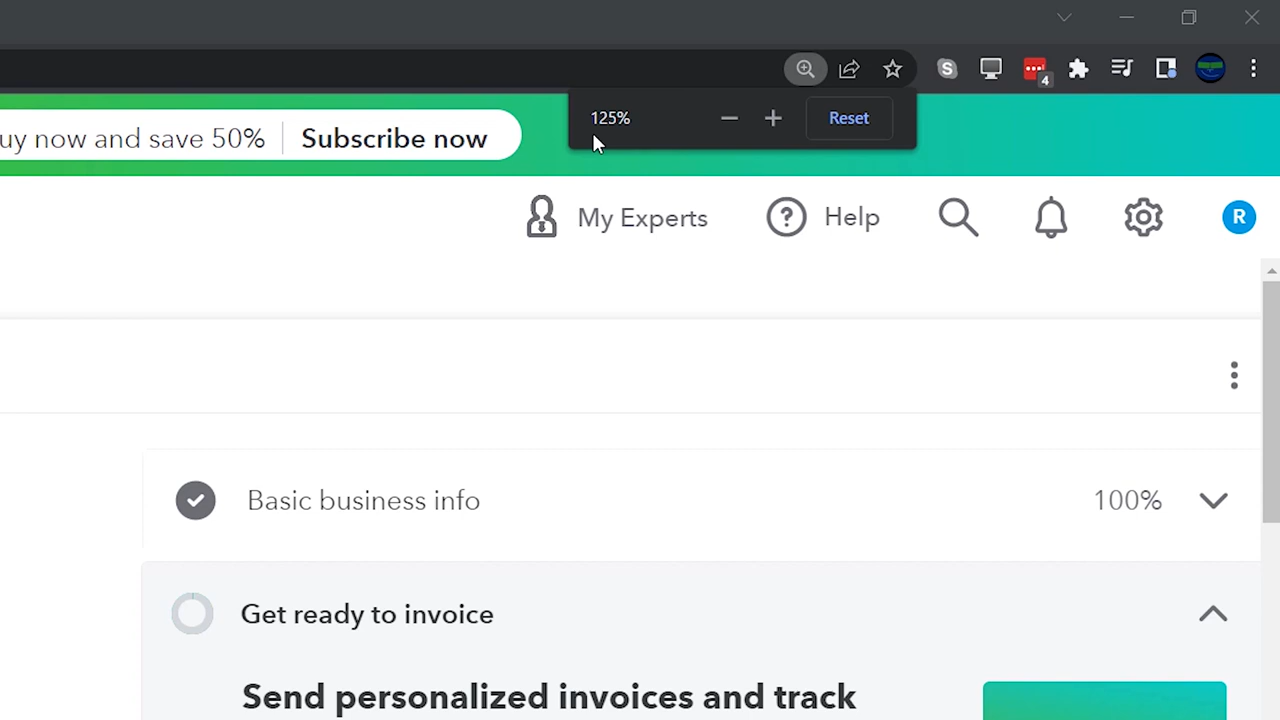 4
125%
Reset
uy now and save 50%
Subscribe now
My Experts
Help
R
Basic business info
100%
Get ready to invoice
Send personalized invoices and track